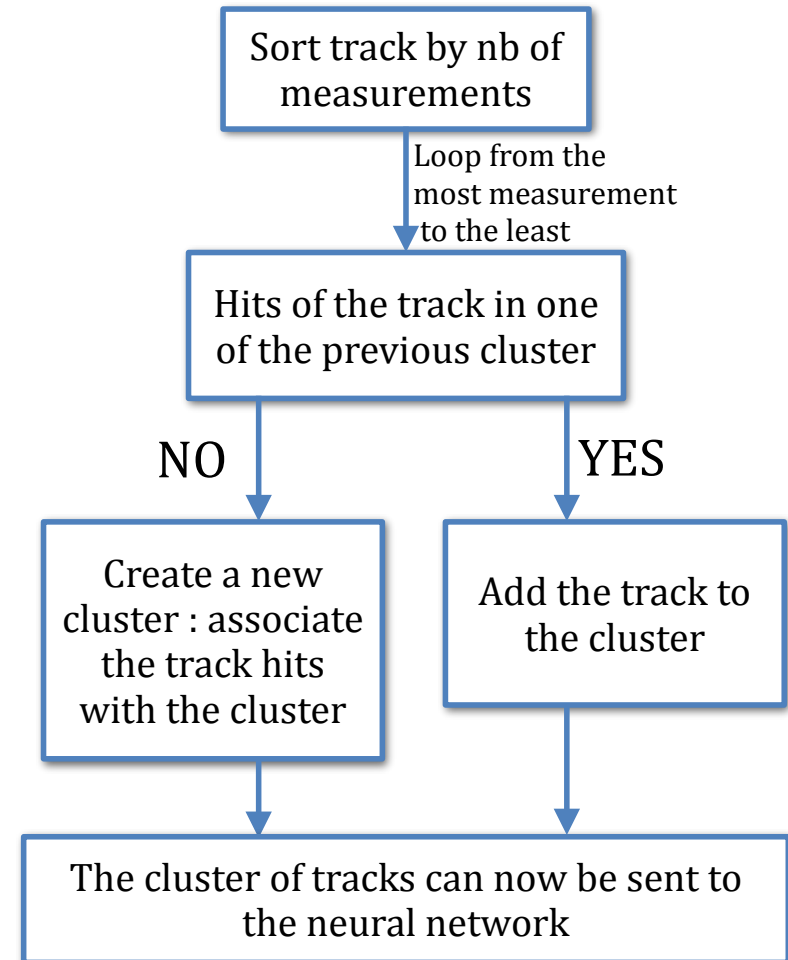 Sort track by nb of
measurements
Loop from the
most measurement
to the least
Hits of the track in one
of the previous cluster
NO
YES
Create a new
cluster : associate
the track hits
with the cluster
Add the track to
the cluster
The cluster of tracks can now be sent to
the neural network